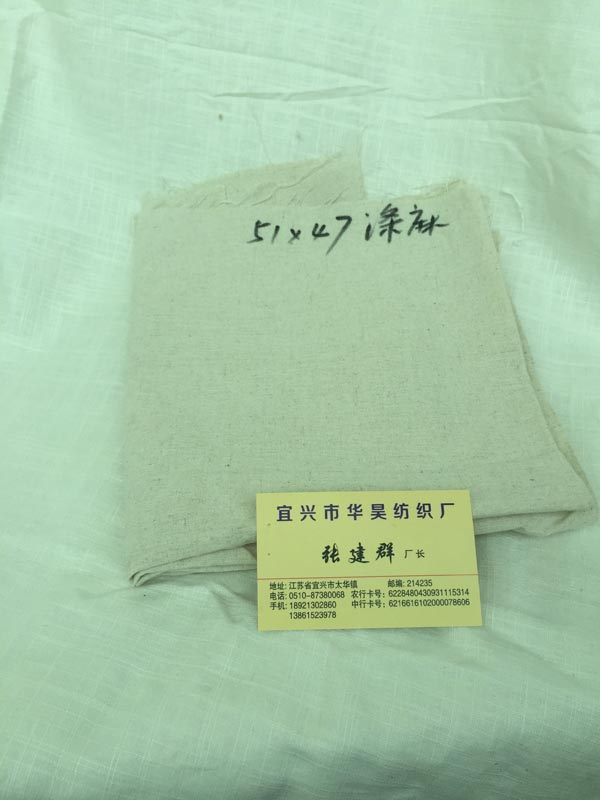 51×47 涤麻
宜兴市华昊纺织厂
张建群 厂长
地址: 江苏省宜兴市太华镇 邮编: 214235
电话: 0510-87380068 农行卡号: 6228480430931115314
手机: 18921302860 中行卡号: 6216616102000078606
13861523978